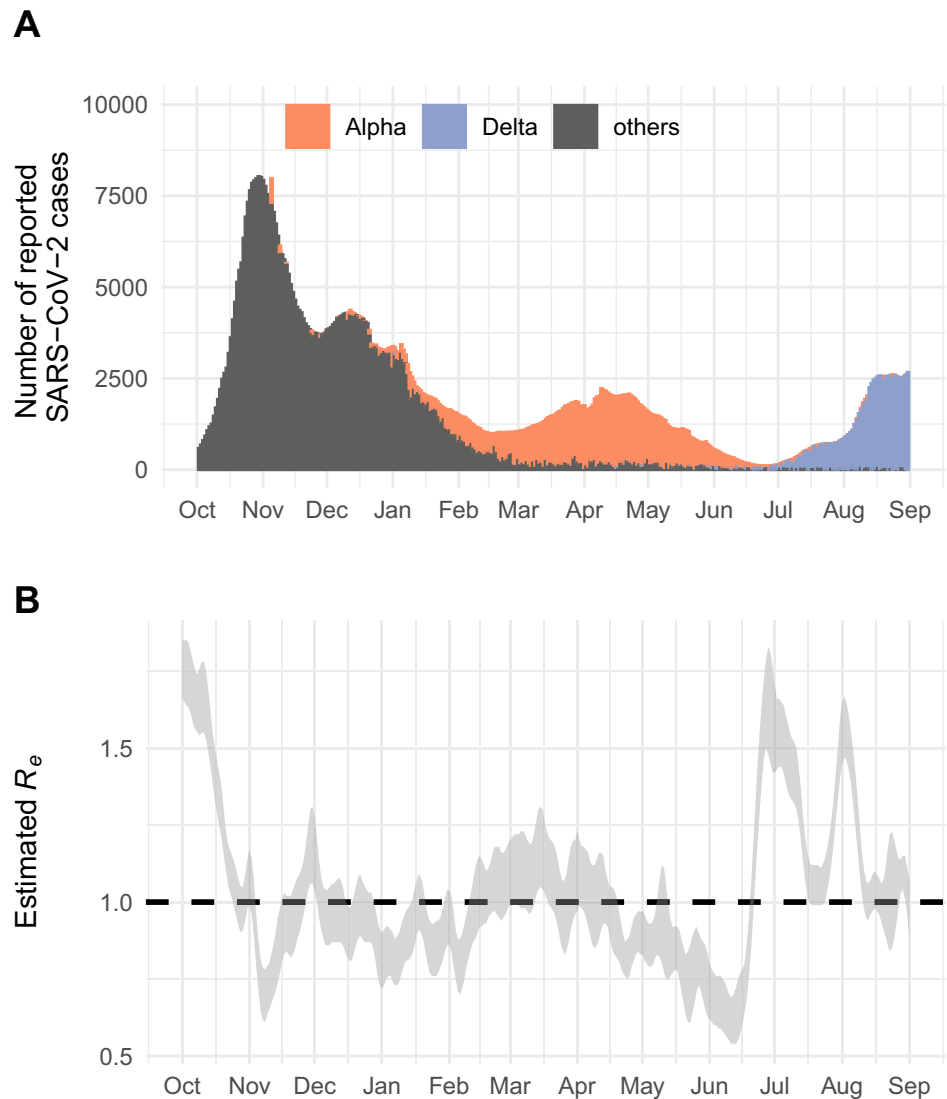 A
Number of reported
SARS−CoV−2 cases
10000
7500
5000
2500
0
Alpha Delta others
Oct Nov Dec Jan Feb Mar Apr May Jun Jul Aug Sep
B
Estimated Re
1.5
1.0
0.5
Oct Nov Dec Jan Feb Mar Apr May Jun Jul Aug Sep